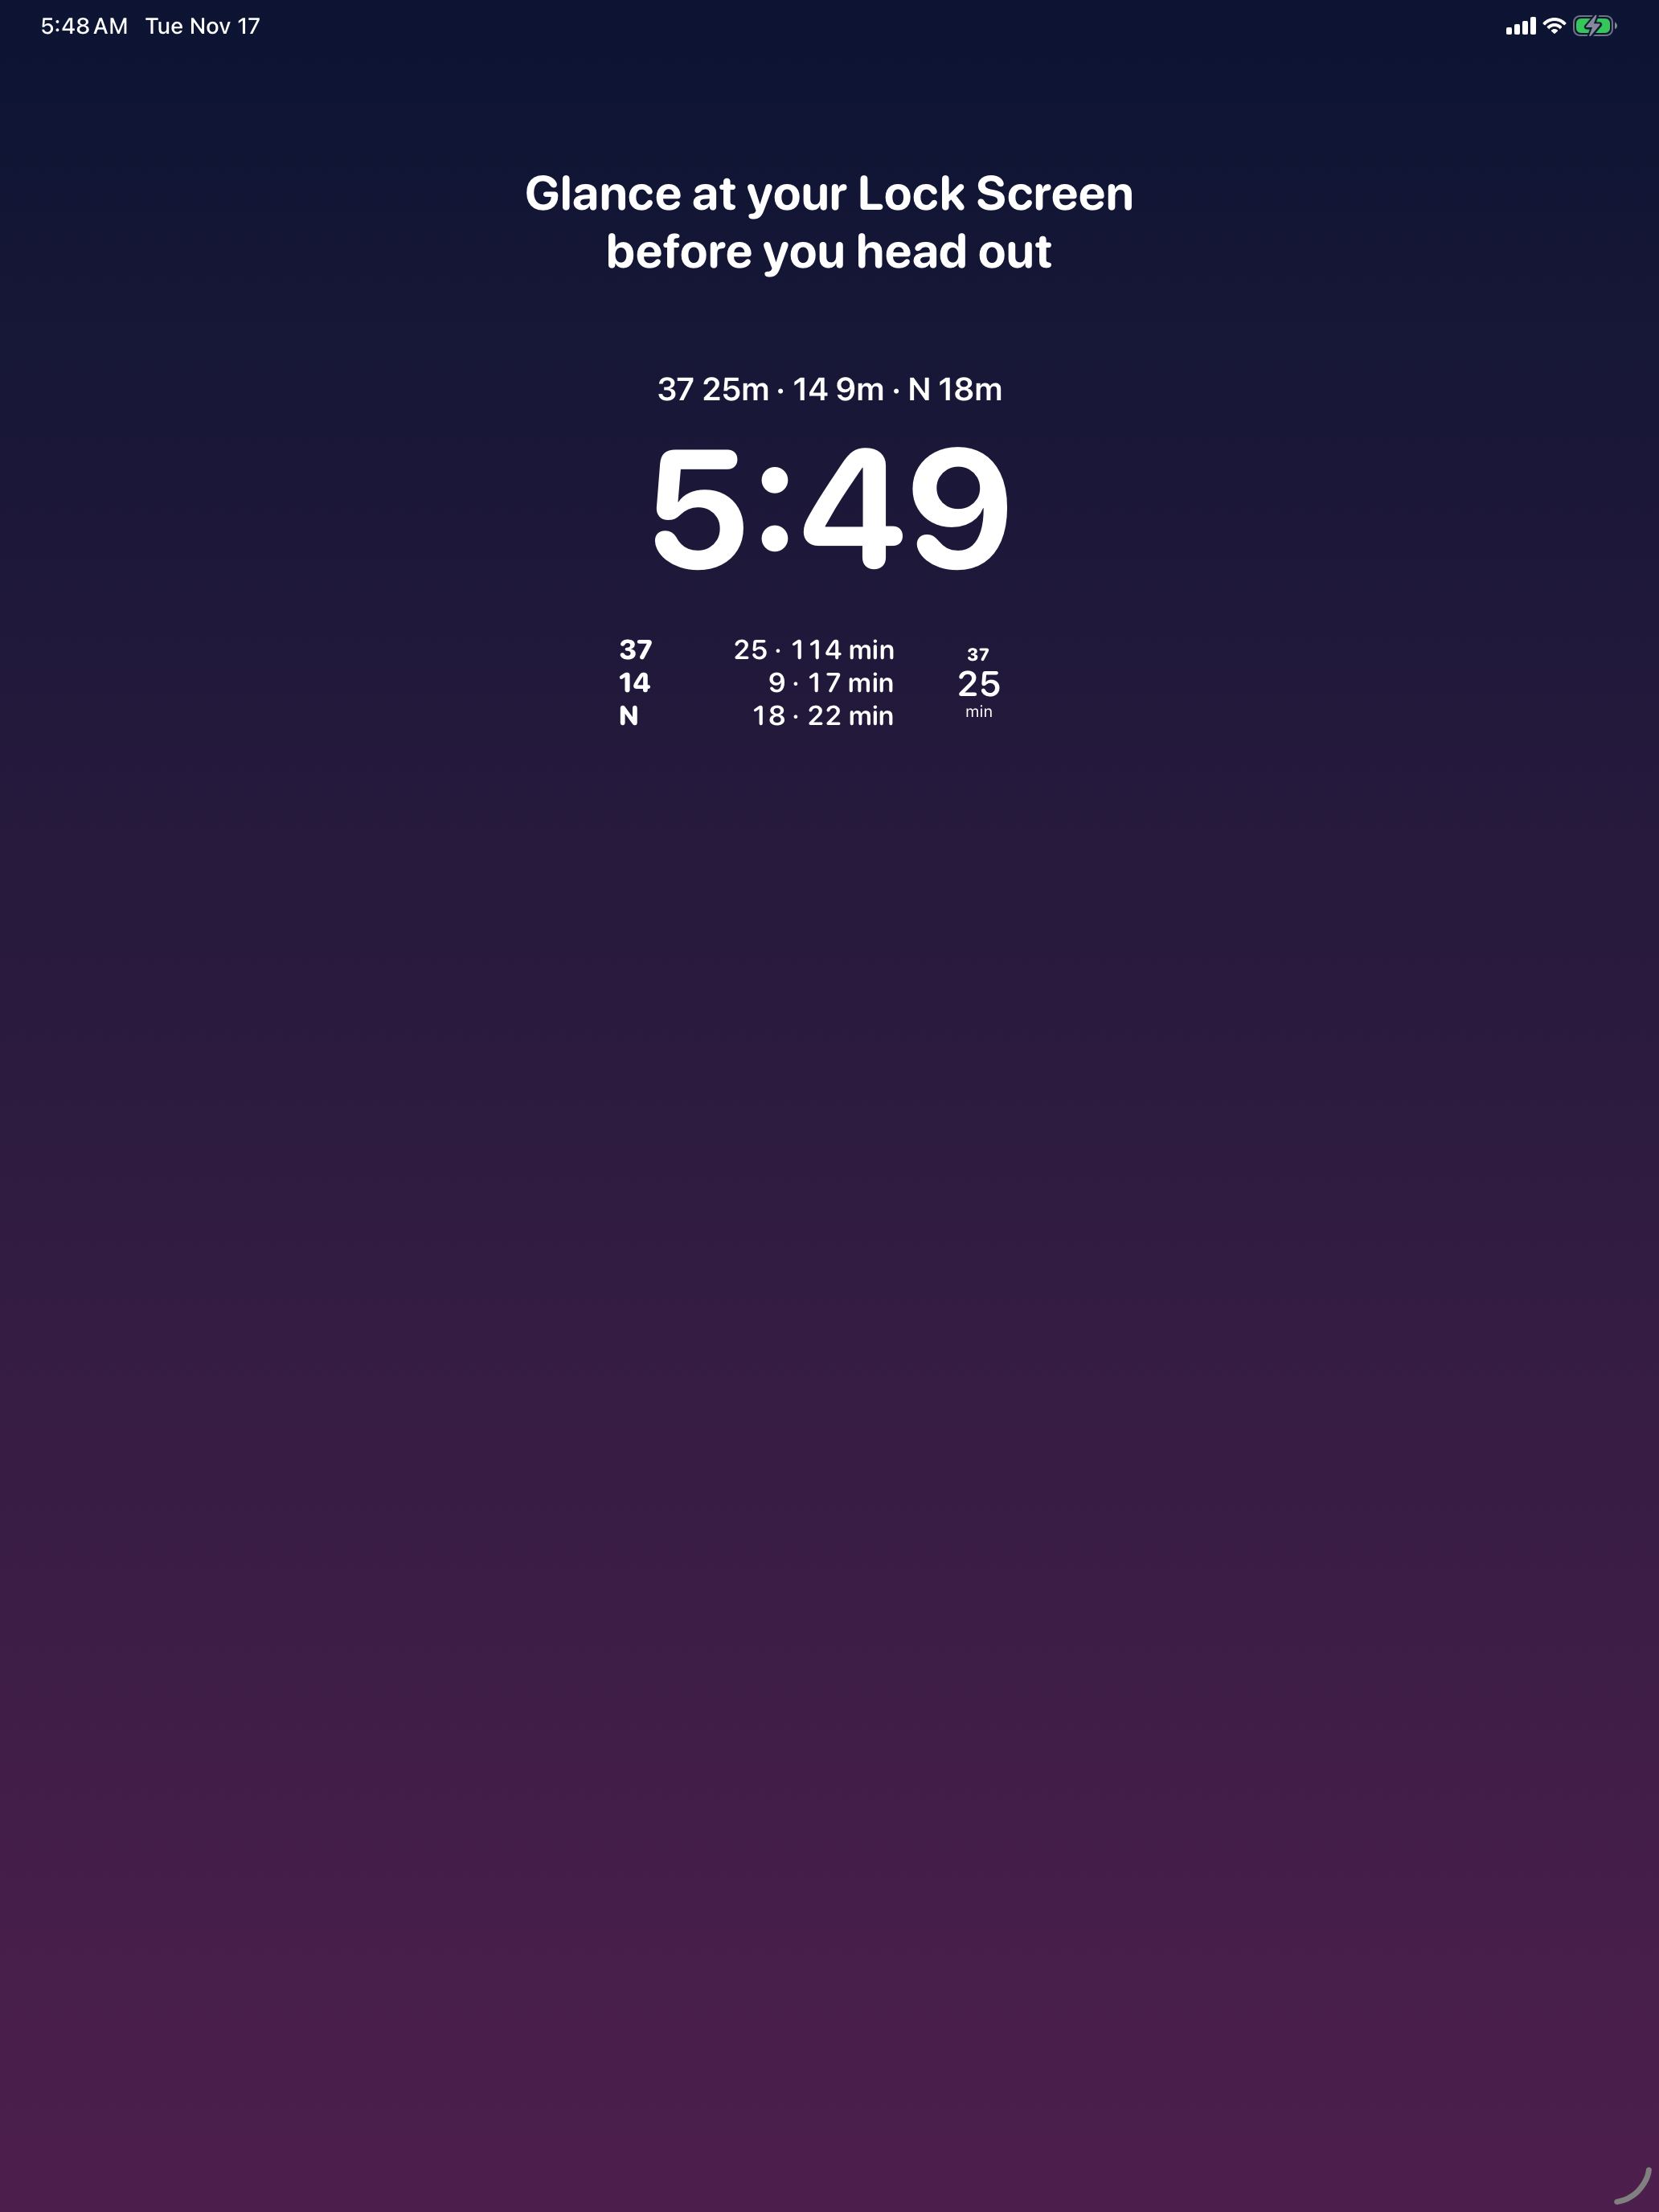 5:48 AM Tue Nov 17
Glance at your Lock Screen
before you head out
37 25m · 14 9m · N 18m
5:49
37 25 · 114 min
14 9 · 17 min
N 18 · 22 min
37
25
min